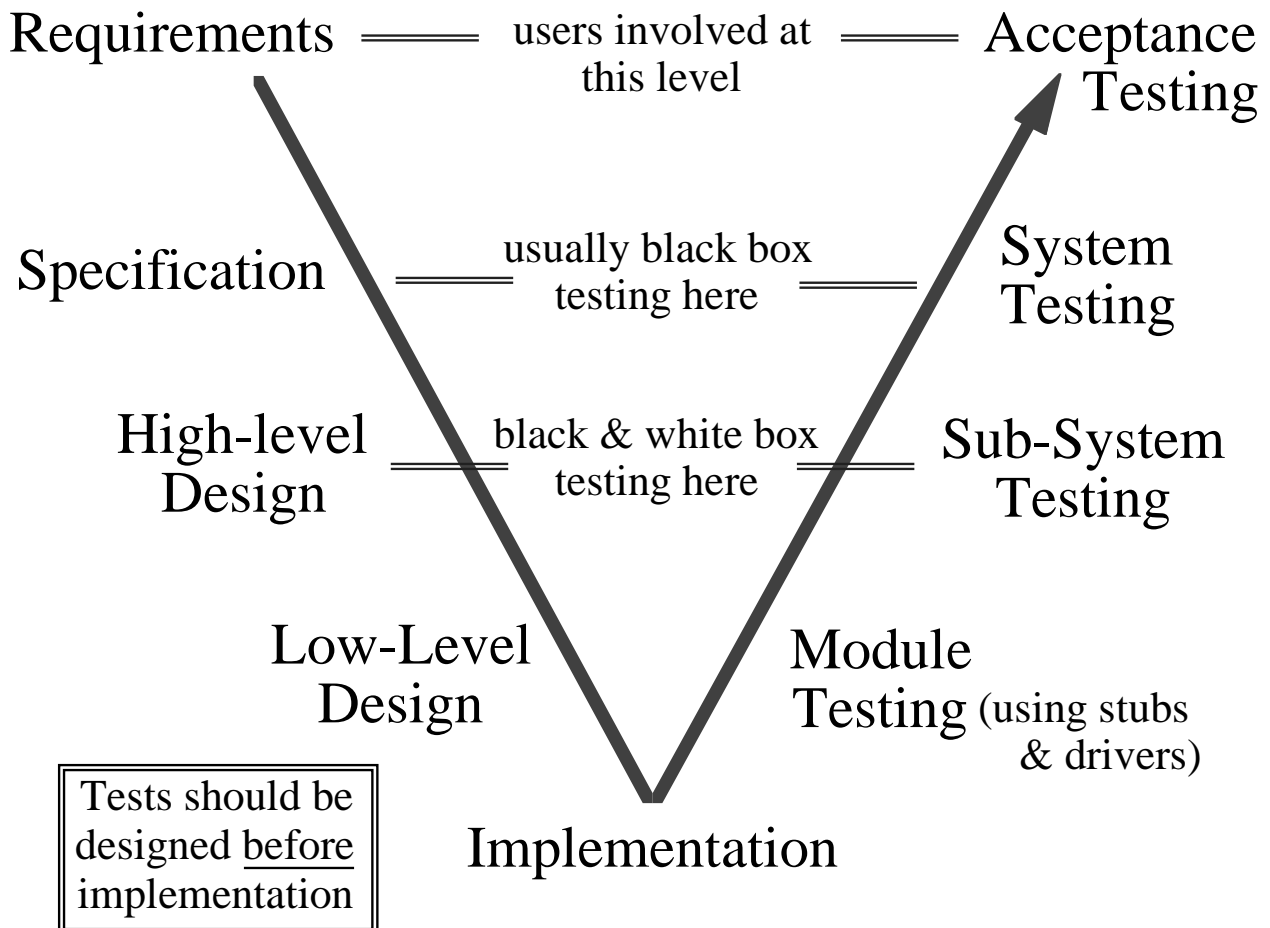 Requirements
users involved at
this level
Acceptance
Testing
Specification
usually black box
testing here
System
Testing
High-level
Design
black & white box
testing here
Sub-System
Testing
Low-Level
Design
Module
Testing (using stubs
& drivers)
Tests should be
designed before
implementation
Implementation